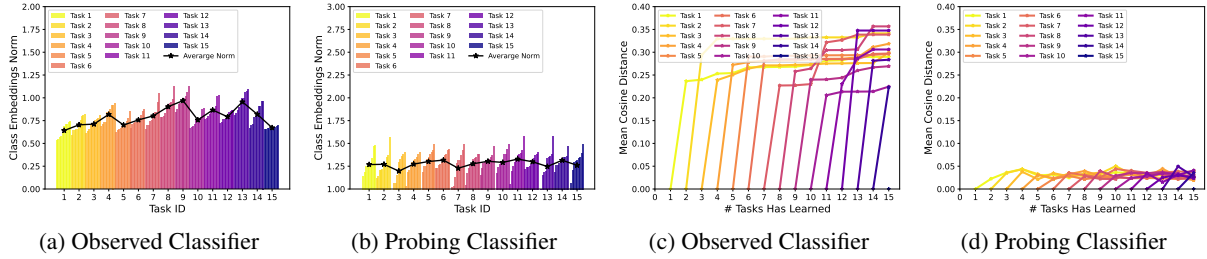 Class Embeddings Norm
2.00
1.75
1.50
1.25
1.00
0.75
0.50
0.25
0.00
Task 1 Task 7 Task 12
Task 2 Task 8 Task 13
Task 3 Task 9 Task 14
Task 4 Task 10 Task 15
Task 5 Task 11 Averarge Norm
Task 6
1 2 3 4 5 6 7 8 9 10 11 12 13 14 15
Task ID
(a) Observed Classifier
Class Embeddings Norm
3.00
2.75
2.50
2.25
2.00
1.75
1.50
1.25
1.00
Task 1 Task 7 Task 12
Task 2 Task 8 Task 13
Task 3 Task 9 Task 14
Task 4 Task 10 Task 15
Task 5 Task 11 Averarge Norm
Task 6
1 2 3 4 5 6 7 8 9 10 11 12 13 14 15
Task ID
(b) Probing Classifier
Mean Cosine Distance
0.40
0.35
0.30
0.25
0.20
0.15
0.10
0.05
0.00
Task 1 Task 6 Task 11
Task 2 Task 7 Task 12
Task 3 Task 8 Task 13
Task 4 Task 9 Task 14
Task 5 Task 10 Task 15
0 1 2 3 4 5 6 7 8 9 10 11 12 13 14 15
# Tasks Has Learned
(c) Observed Classifier
Mean Cosine Distance
0.40
0.35
0.30
0.25
0.20
0.15
0.10
0.05
0.00
Task 1 Task 6 Task 11
Task 2 Task 7 Task 12
Task 3 Task 8 Task 13
Task 4 Task 9 Task 14
Task 5 Task 10 Task 15
0 1 2 3 4 5 6 7 8 9 10 11 12 13 14 15
# Tasks Has Learned
(d) Probing Classifier